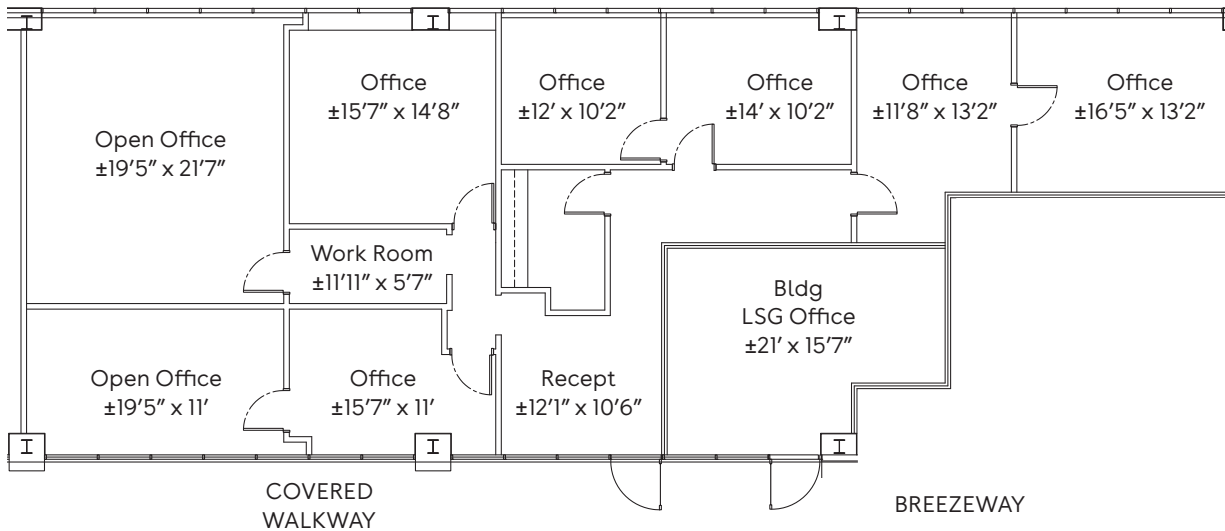 Open Office
±19’5” x 21’7”
Office
±15’7” x 14’8”
Office
±12’ x 10’2”
Office
±14’ x 10’2”
Office
±11’8” x 13’2”
Office
±16’5” x 13’2”
Work Room
±11’11” x 5’7”
Bldg
LSG Office
±21’ x 15’7”
Open Office
±19’5” x 11’
Office
±15’7” x 11’
Recept
±12’1” x 10’6”
COVERED
WALKWAY
BREEZEWAY